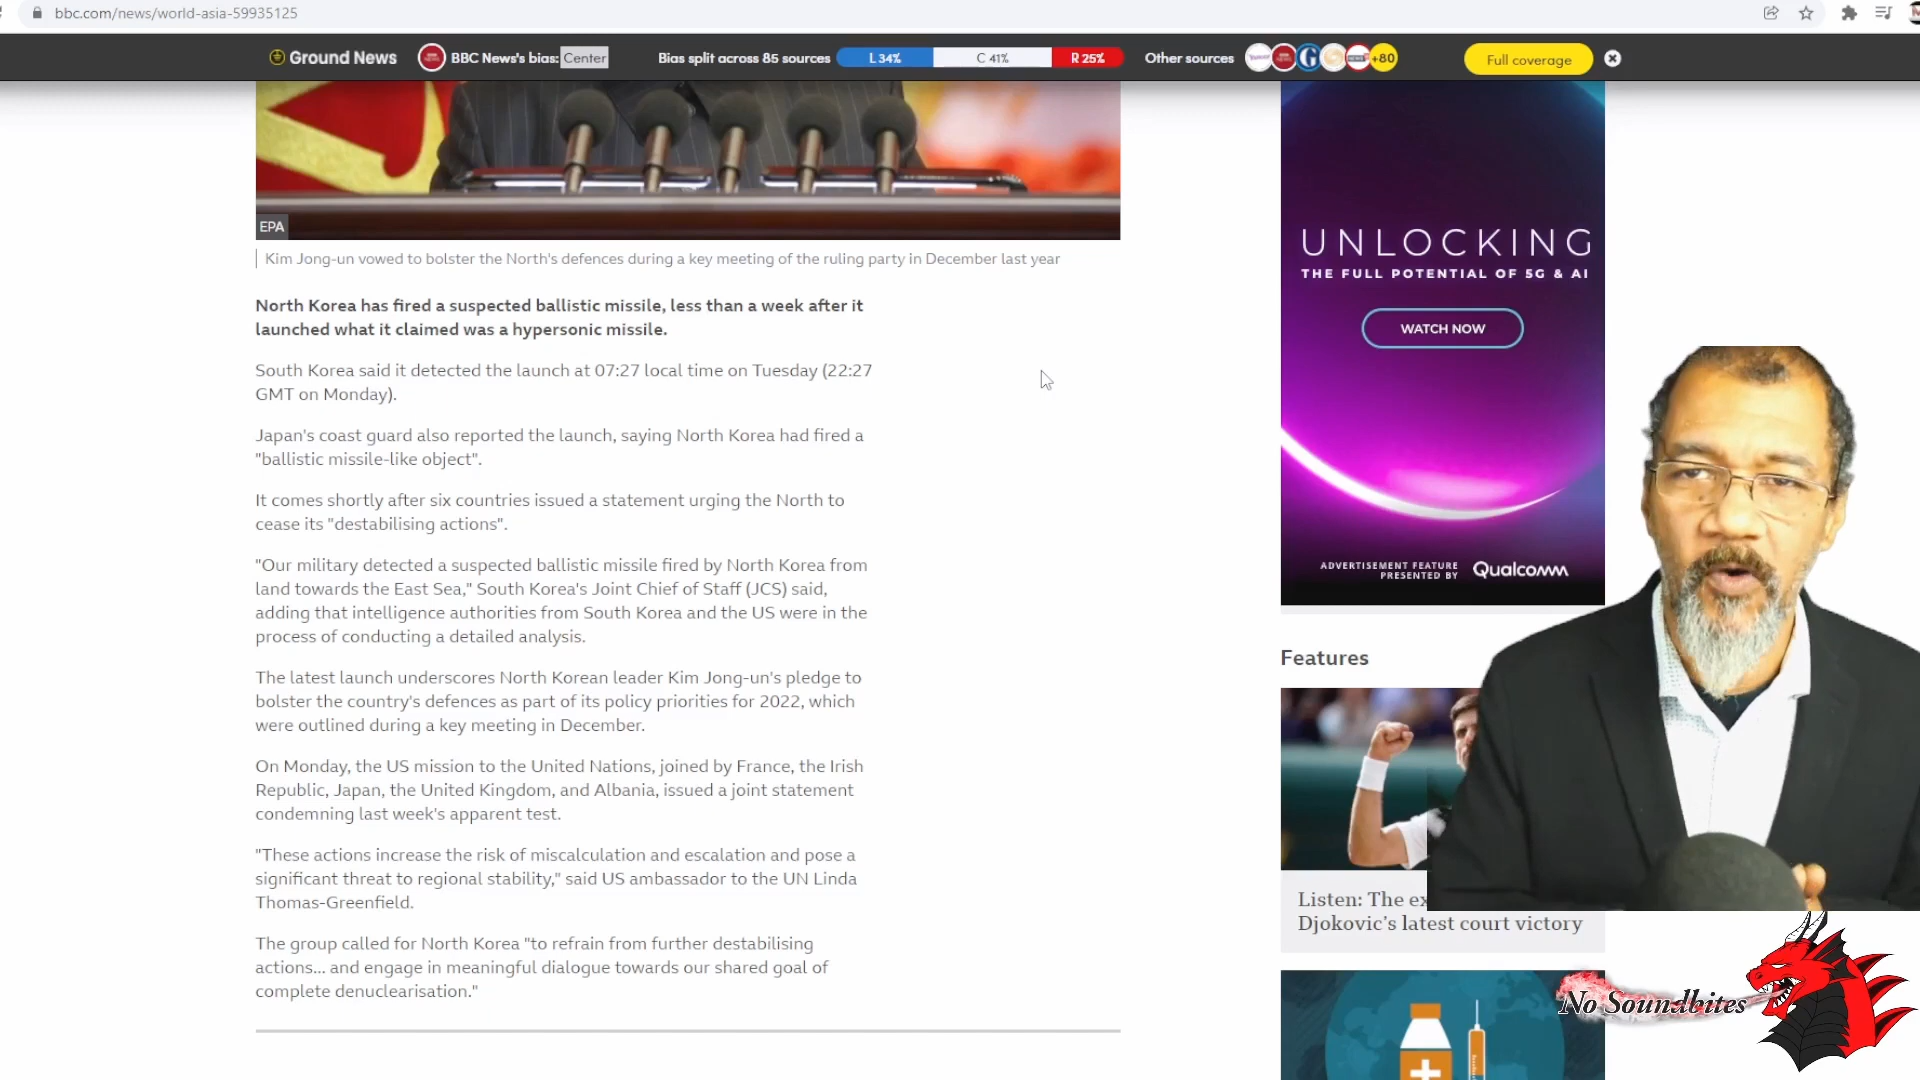 bbc.com/news/world-asia-59935125
Ground News
BBC News's bias: Center
Bias split across 85 sources
L 34%
C 41%
R 25%
Other sources
+80
Full coverage
EPA
Kim Jong-un vowed to bolster the North's defences during a key meeting of the ruling party in December last year
North Korea has fired a suspected ballistic missile, less than a week after it
launched what it claimed was a hypersonic missile.
South Korea said it detected the launch at 07:27 local time on Tuesday (22:27
GMT on Monday).
Japan's coast guard also reported the launch, saying North Korea had fired a
"ballistic missile-like object".
It comes shortly after six countries issued a statement urging the North to
cease its "destabilising actions".
"Our military detected a suspected ballistic missile fired by North Korea from
land towards the East Sea," South Korea's Joint Chief of Staff (JCS) said,
adding that intelligence authorities from South Korea and the US were in the
process of conducting a detailed analysis.
The latest launch underscores North Korean leader Kim Jong-un's pledge to
bolster the country's defences as part of its policy priorities for 2022, which
were outlined during a key meeting in December.
On Monday, the US mission to the United Nations, joined by France, the Irish
Republic, Japan, the United Kingdom, and Albania, issued a joint statement
condemning last week's apparent test.
"These actions increase the risk of miscalculation and escalation and pose a
significant threat to regional stability," said US ambassador to the UN Linda
Thomas-Greenfield.
The group called for North Korea "to refrain from further destabilising
actions... and engage in meaningful dialogue towards our shared goal of
complete denuclearisation."
UNLOCKING
THE FULL POTENTIAL OF 5G & AI
WATCH NOW
ADVERTISEMENT FEATURE
PRESENTED BY
Qualcomm
Features
Listen: The ex
Djokovic's latest court victory
No Soundbites